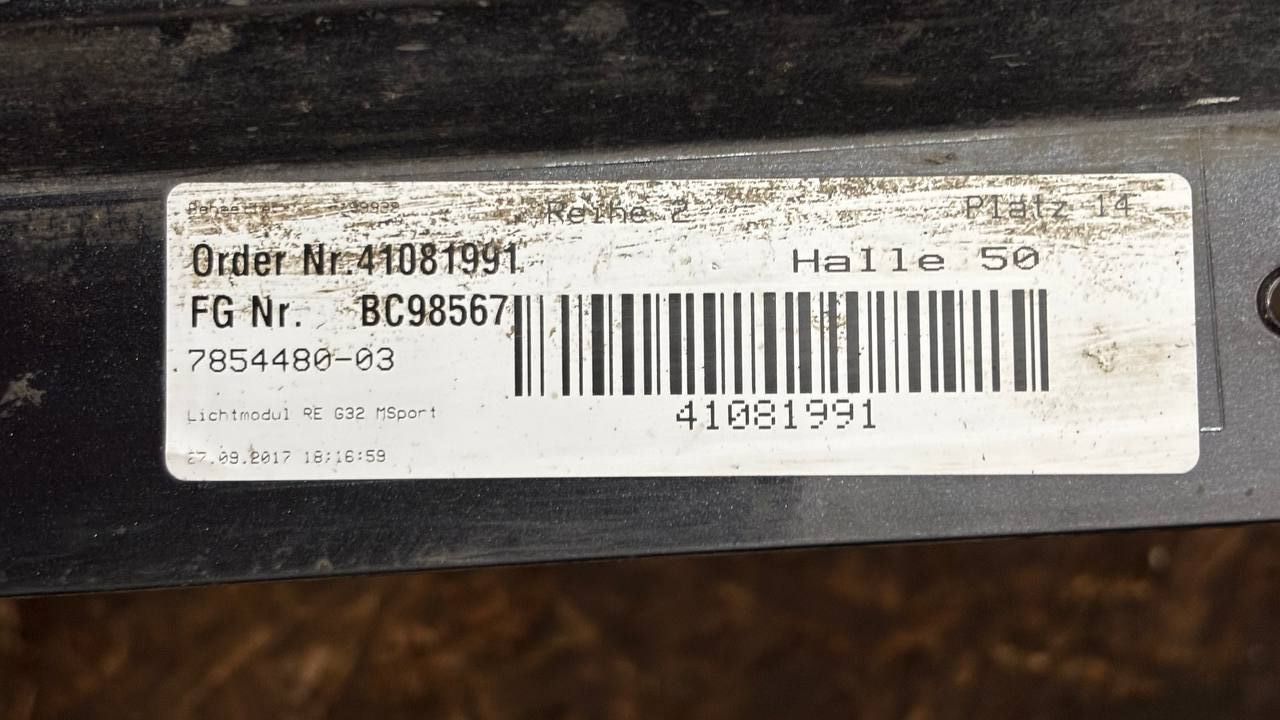 Reihe 2 Platz 14
Order Nr.41081991 Halle 50
FG Nr. BC98567
7854480-03
41081991
Lichtmodul RE G32 MSport
27.09.2017 18:16:59